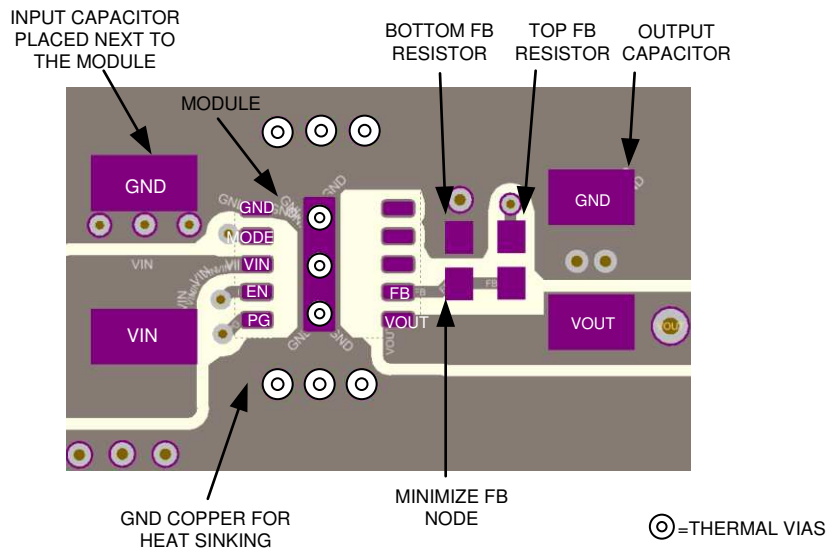 INPUT CAPACITOR
PLACED NEXT TO
THE MODULE
BOTTOM FB
RESISTOR
TOP FB
RESISTOR
OUTPUT
CAPACITOR
MODULE
GND
GND
GND
MODE
VIN
VIN
EN
PG
VIN
FB
FB
FB
VOUT
VOUT
GND COPPER FOR
HEAT SINKING
MINIMIZE FB
NODE
=THERMAL VIAS